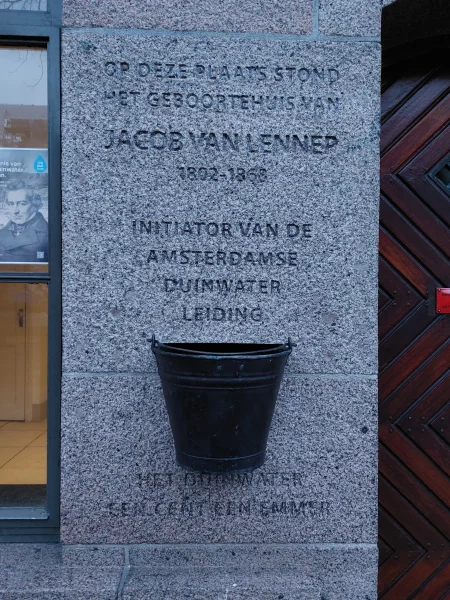 OP DEZE PLAATS STOND
HET GEBOORTEHUIS VAN
JACOB VAN LENNEP
1802-1868
INITIATOR VAN DE
AMSTERDAMSE
DUINWATER
LEIDING
HET DUINWATER
EEN CENT EEN EMMER